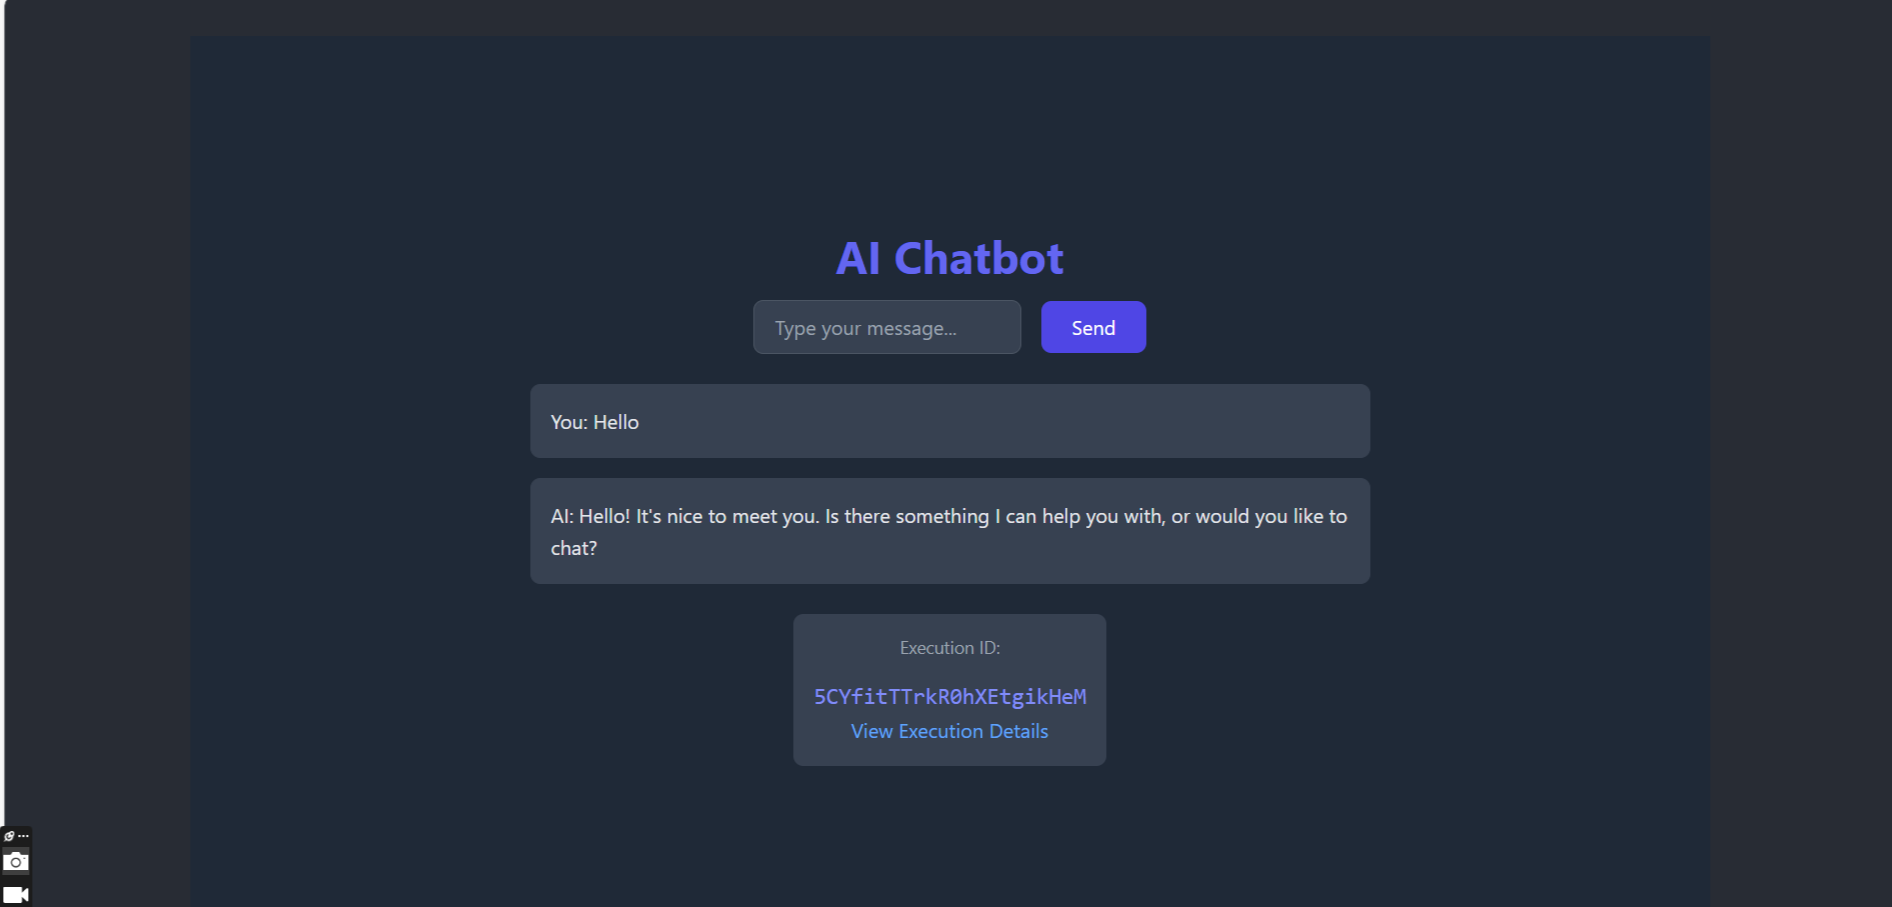 AI Chatbot
Type your message...
Send
You: Hello
AI: Hello! It's nice to meet you. Is there something I can help you with, or would you like to
chat?
Execution ID:
5CYfitTTrkR0hXEtgikHeM
View Execution Details